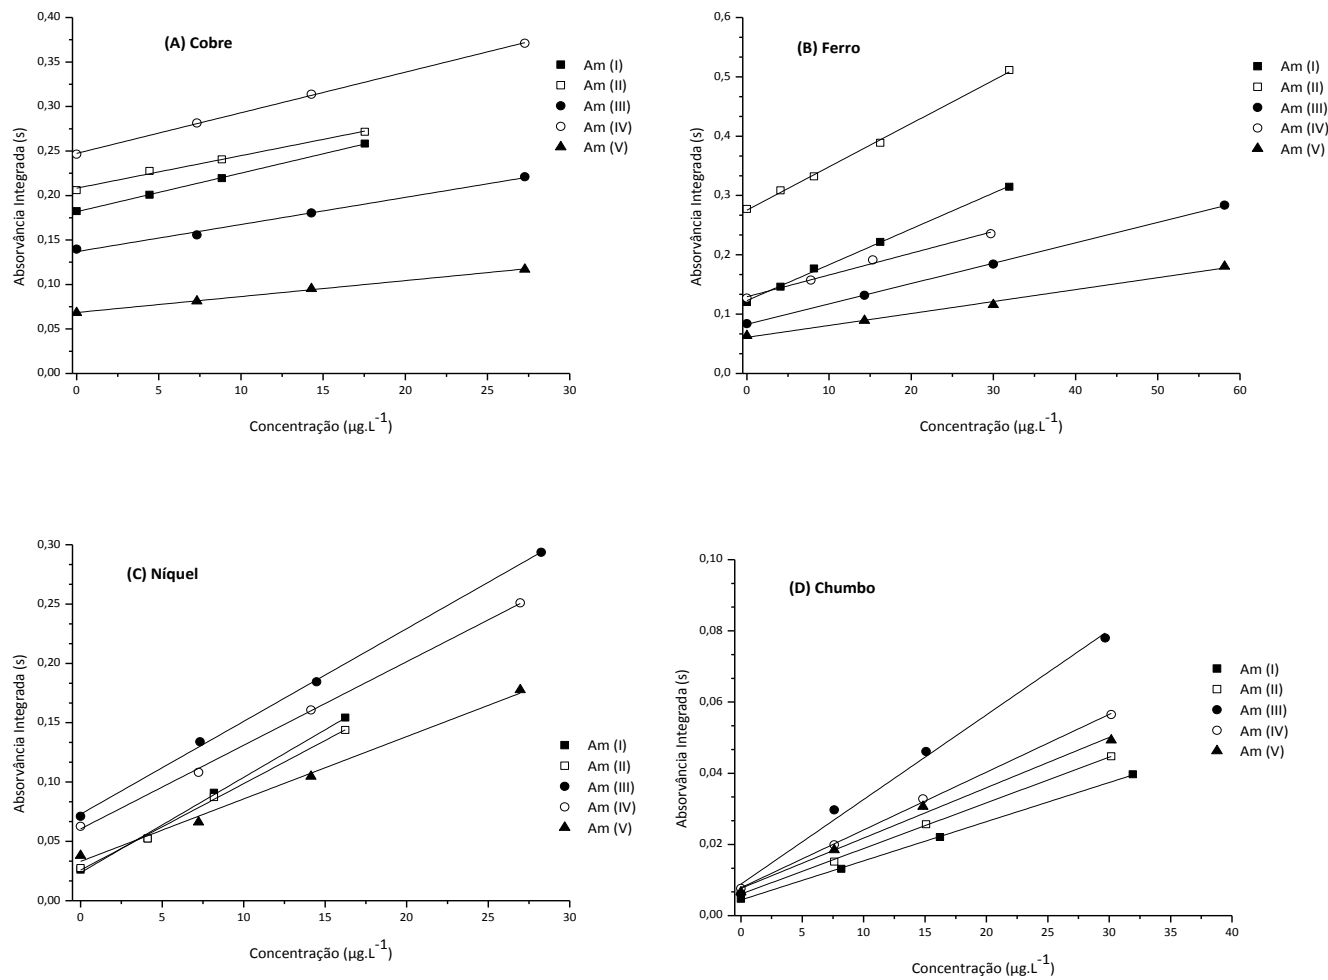 (A) Cobre
Absorvância Integrada (s)
0,40
0,35
0,30
0,25
0,20
0,15
0,10
0,05
0,00
0 5 10 15 20 25 30
Concentração (µg.L-1)
Am (I)
Am (II)
Am (III)
Am (IV)
Am (V)
(B) Ferro
Absorvância Integrada (s)
0,6
0,5
0,4
0,3
0,2
0,1
0,0
0 10 20 30 40 50 60
Concentração (µg.L-1)
Am (I)
Am (II)
Am (III)
Am (IV)
Am (V)
(C) Níquel
Absorvância Integrada (s)
0,30
0,25
0,20
0,15
0,10
0,05
0,00
0 5 10 15 20 25 30
Concentração (µg.L-1)
Am (I)
Am (II)
Am (III)
Am (IV)
Am (V)
(D) Chumbo
Absorvância Integrada (s)
0,10
0,08
0,06
0,04
0,02
0,00
0 5 10 15 20 25 30 35 40
Concentração (µg.L-1)
Am (I)
Am (II)
Am (III)
Am (IV)
Am (V)